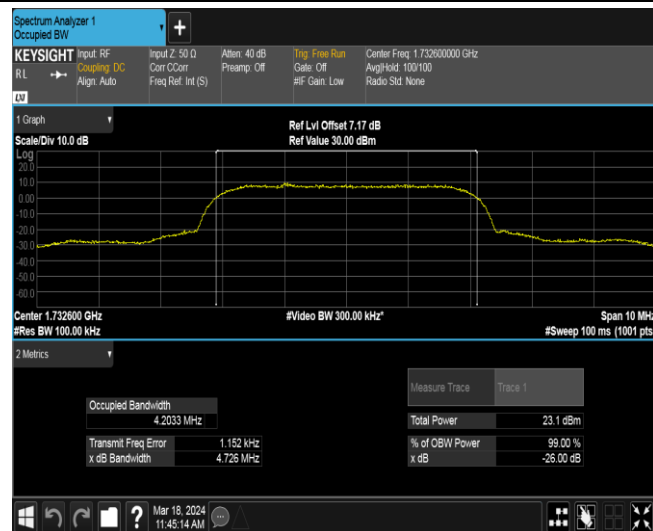 Spectrum Analyzer 1
Occupied BW
+
KEYSIGHT
RL
LXI
Input: RF
Coupling: DC
Align: Auto
Input Z: 50 Ω
Corr CCorr
Freq Ref: Int (S)
Atten: 40 dB
Preamp: Off
Trig: Free Run
Gate: Off
#IF Gain: Low
Center Freq: 1.732600000 GHz
Avg|Hold: 100/100
Radio Std: None
1 Graph
Scale/Div 10.0 dB
Ref Lvl Offset 7.17 dB
Ref Value 30.00 dBm
Log
20.0
10.0
0.00
-10.0
-20.0
-30.0
-40.0
-50.0
-60.0
Center 1.732600 GHz
#Res BW 100.00 kHz
#Video BW 300.00 kHz*
Span 10 MHz
#Sweep 100 ms (1001 pts
2 Metrics
Measure Trace Trace 1
Occupied Bandwidth
4.2033 MHz
Total Power 23.1 dBm
Transmit Freq Error 1.152 kHz
% of OBW Power 99.00 %
x dB Bandwidth 4.726 MHz
x dB -26.00 dB
?
Mar 18, 2024
11:45:14 AM